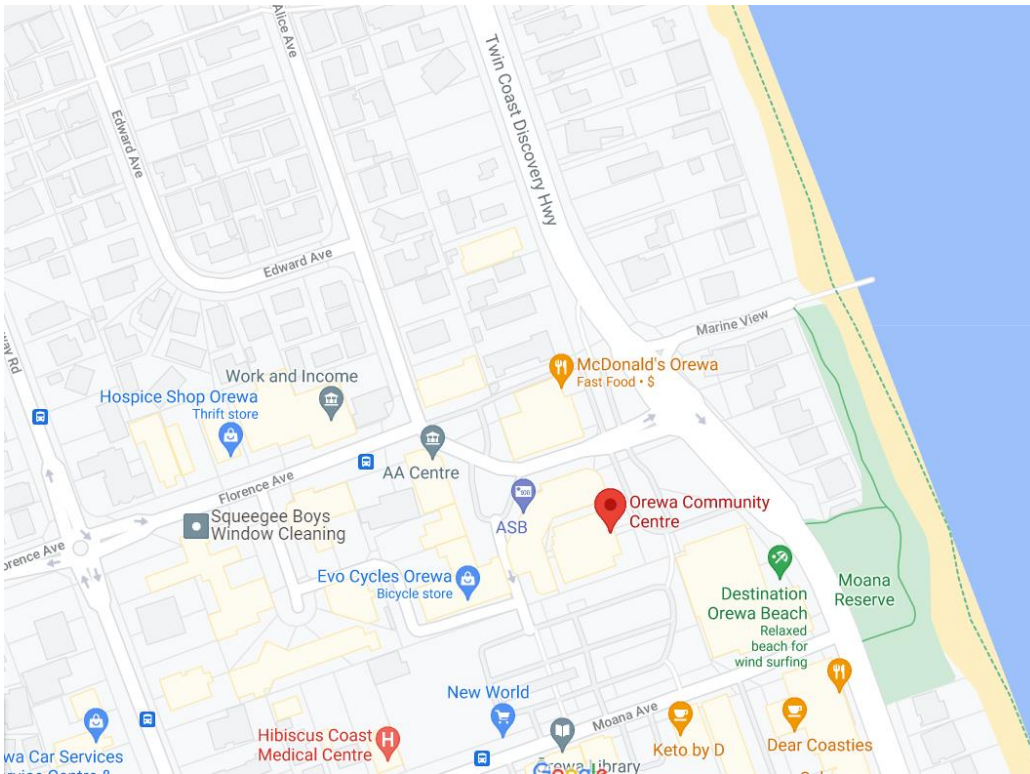 Alice Ave
Twin Coast Discovery Hwy
Edward Ave
Edward Ave
Marine View
McDonald's Orewa
Fast Food • $
Work and Income
Hospice Shop Orewa
Thrift store
AA Centre
Florence Ave
Orewa Community
Centre
ASB
Squeegee Boys
Window Cleaning
Evo Cycles Orewa
Bicycle store
Destination
Orewa Beach
Relaxed
beach for
wind surfing
Moana
Reserve
New World
Moana Ave
Hibiscus Coast
Medical Centre
Keto by D
Dear Coasties
wa Car Services
Orewa Library
Google